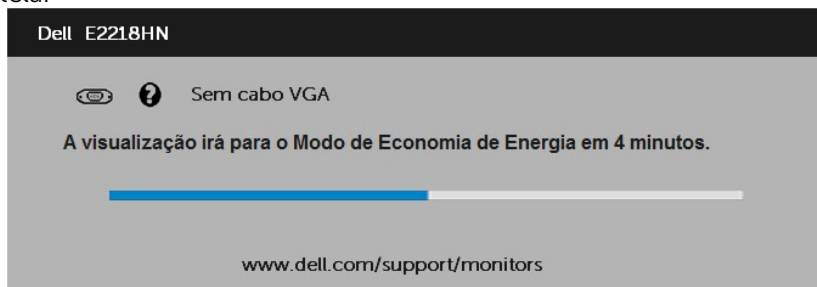 Dell E2218HN
Sem cabo VGA
A visualização irá para o Modo de Economia de Energia em 4 minutos.
www.dell.com/support/monitors